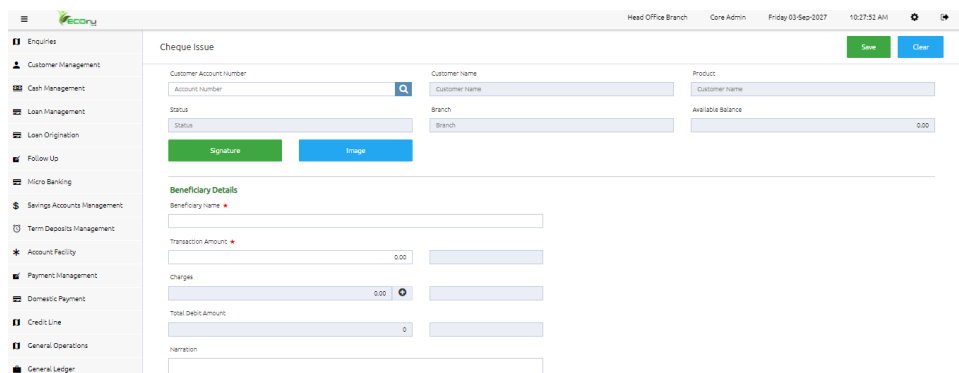 ECOry
Head Office Branch Core Admin Friday 03-Sep-2027 10:27:52 AM
Enquiries
Customer Management
Cash Management
Loan Management
Loan Origination
Follow Up
Micro Banking
Savings Accounts Management
Term Deposits Management
Account Facility
Payment Management
Domestic Payment
Credit Line
General Operations
General Ledger
Cheque Issue
Save Clear
Customer Account Number Customer Name Product
Account Number Customer Name Customer Name
Status Branch Available Balance
Status Branch 0.00
Signature Image
Beneficiary Details
Beneficiary Name ★
Transaction Amount ★
0.00
Charges
0.00
Total Debit Amount
0
Narration